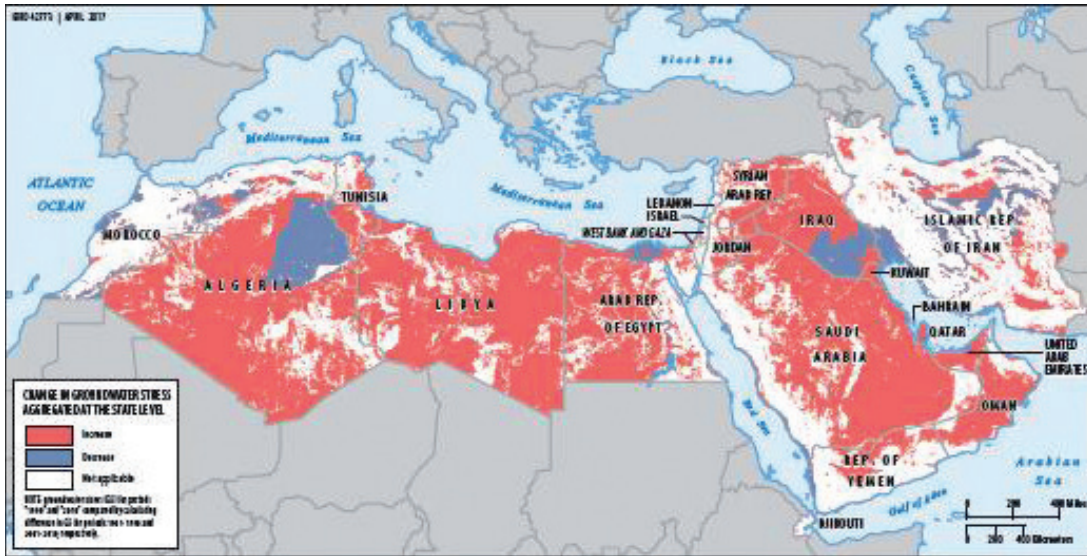 APRIL 2017
Black Sea
Caspian Sea
Mediterranean Sea
ATLANTIC
OCEAN
TUNISIA
Mediterranean Sea
SYRIAN
ARAB REP.
LEBANON
ISRAEL
WEST BANK AND GAZA
IRAQ
ISLAMIC REP.
OF IRAN
MOROCCO
JORDAN
KUWAIT
ALGERIA
LIBYA
ARAB REP.
OF EGYPT
BAHRAIN
QATAR
SAUDI
ARABIA
UNITED
ARAB
EMIRATES
CHANGE IN GROUNDWATER STRESS
AGGREGATED AT THE STATE LEVEL
Increase
Decrease
Not applicable
Red Sea
OMAN
REP. OF
YEMEN
Arabian
Sea
Gulf of Aden
DJIBOUTI
0 200 400 Miles
0 200 400 Kilometers